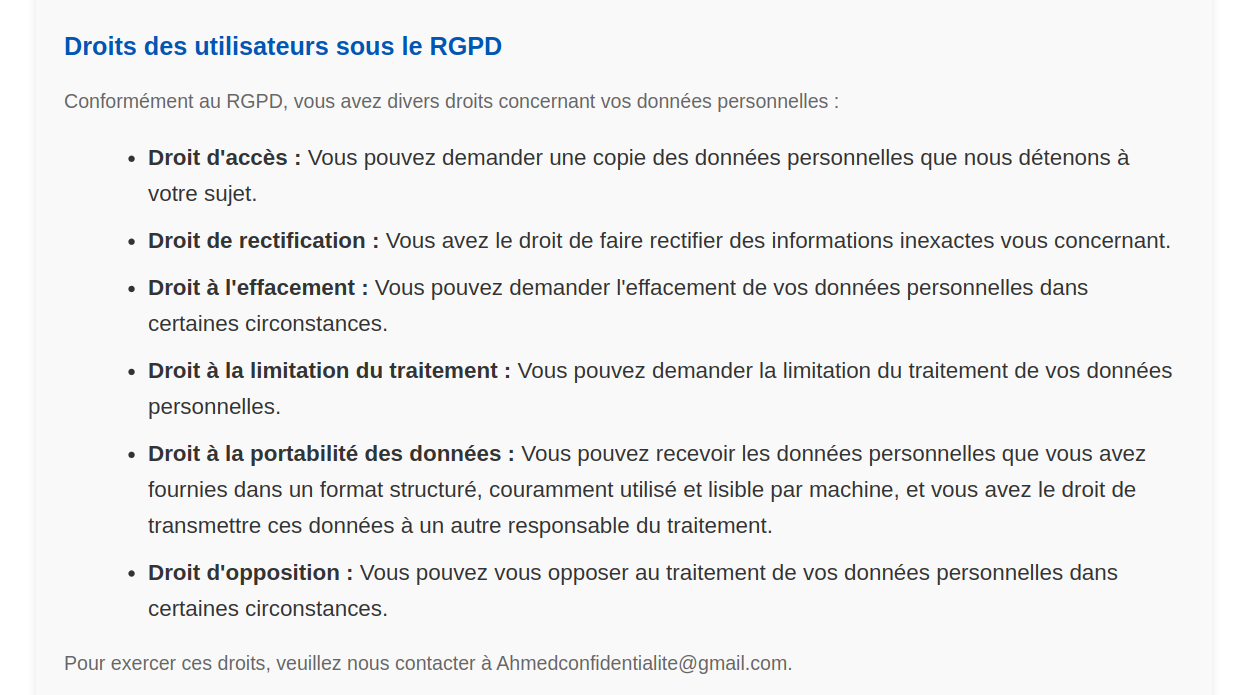 Droits des utilisateurs sous le RGPD
Conformément au RGPD, vous avez divers droits concernant vos données personnelles :
• Droit d'accès : Vous pouvez demander une copie des données personnelles que nous détenons à
votre sujet.
• Droit de rectification : Vous avez le droit de faire rectifier des informations inexactes vous concernant.
• Droit à l'effacement : Vous pouvez demander l'effacement de vos données personnelles dans
certaines circonstances.
• Droit à la limitation du traitement : Vous pouvez demander la limitation du traitement de vos données
personnelles.
• Droit à la portabilité des données : Vous pouvez recevoir les données personnelles que vous avez
fournies dans un format structuré, couramment utilisé et lisible par machine, et vous avez le droit de
transmettre ces données à un autre responsable du traitement.
• Droit d'opposition : Vous pouvez vous opposer au traitement de vos données personnelles dans
certaines circonstances.
Pour exercer ces droits, veuillez nous contacter à Ahmedconfidentialite@gmail.com.